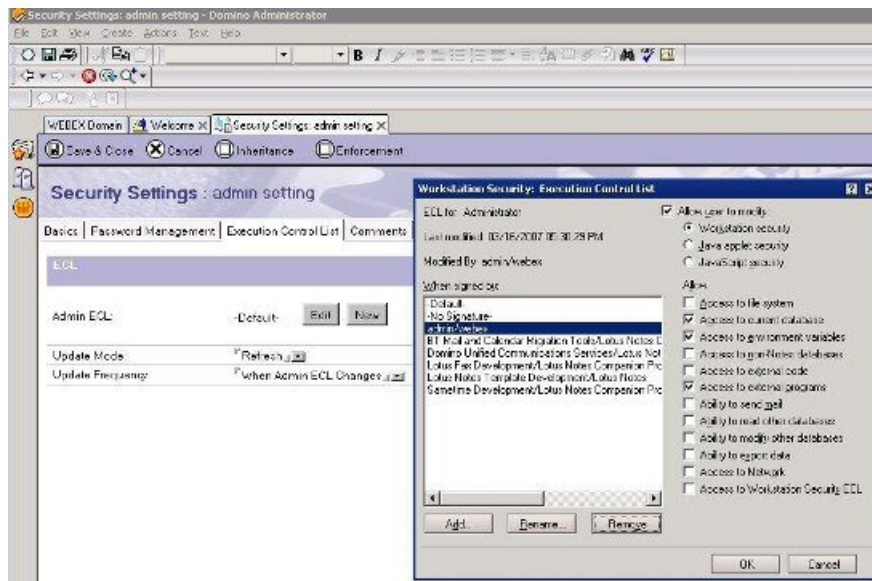 Security Settings: admin setting - Domino Administrator
File Edit View Create Actions Text Help
B I
WEBEX Domain Welcome Security Settings: admin setting
Save & Close Cancel Inheritance Enforcement
Security Settings : admin setting
Basics Password Management Execution Control List Comments
ECL
Admin ECL: -Default- Edit New
Update Mode: Refresh
Update Frequency: When Admin ECL Changes
Workstation Security: Execution Control List
ECL for: Administrator
Last modified: 03/16/2007 05:30:29 PM
Modified By: admin/webex
When signed by:
-Default-
-No Signature-
admin/webex
BT Mail and Calendar Migration Tools/Lotus Notes C
Domino Unified Communications Services/Lotus Not
Lotus Fax Development/Lotus Notes Companion Pro
Lotus Notes Template Development/Lotus Notes
Sametime Development/Lotus Notes Companion Pro
Add... Rename... Remove
Allow user to modify
Workstation security
Java applet security
JavaScript security
Allow
Access to file system
Access to current database
Access to environment variables
Access to non-Notes databases
Access to external code
Access to external programs
Ability to send mail
Ability to read other databases
Ability to modify other databases
Ability to export data
Access to Network
Access to Workstation Security ECL
OK Cancel